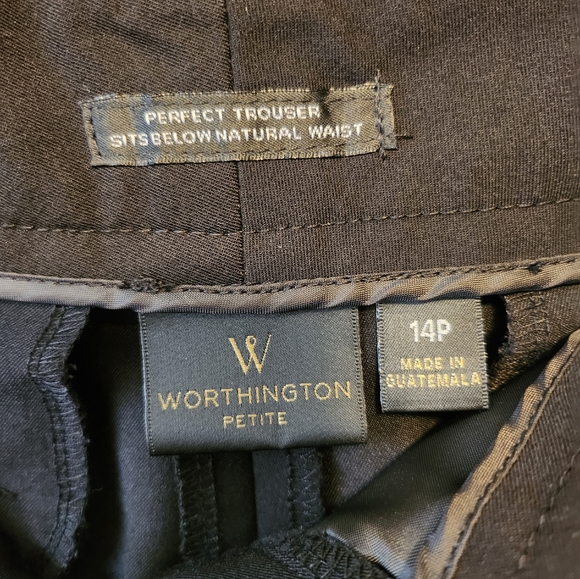 PERFECT TROUSER
SITS BELOW NATURAL WAIST
W
WORTHINGTON
PETITE
14P
MADE IN
GUATEMALA